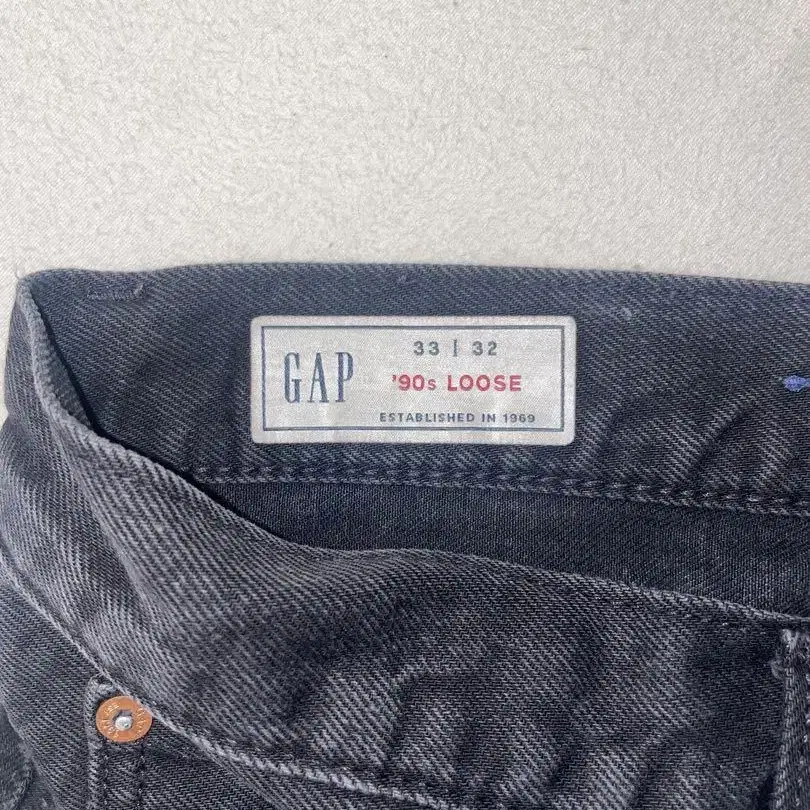 GAP
33 | 32
'90s LOOSE
ESTABLISHED IN 1969